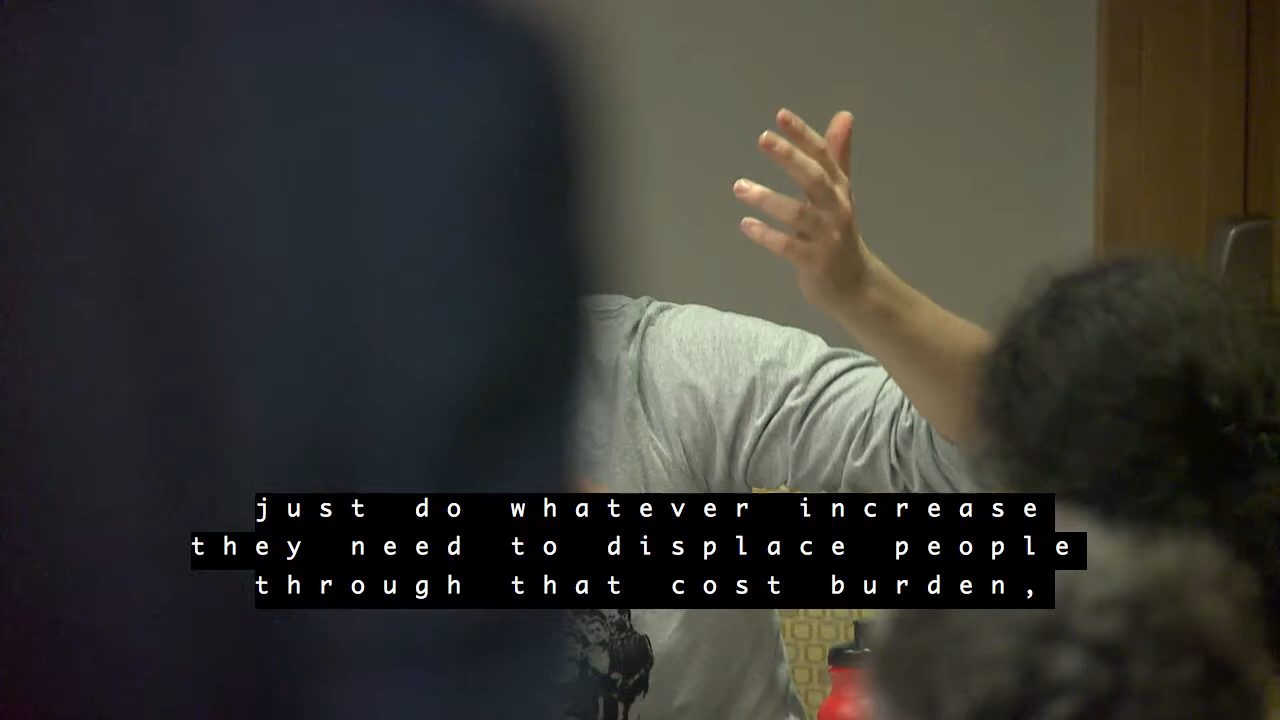 just do whatever increase
they need to displace people
through that cost burden,